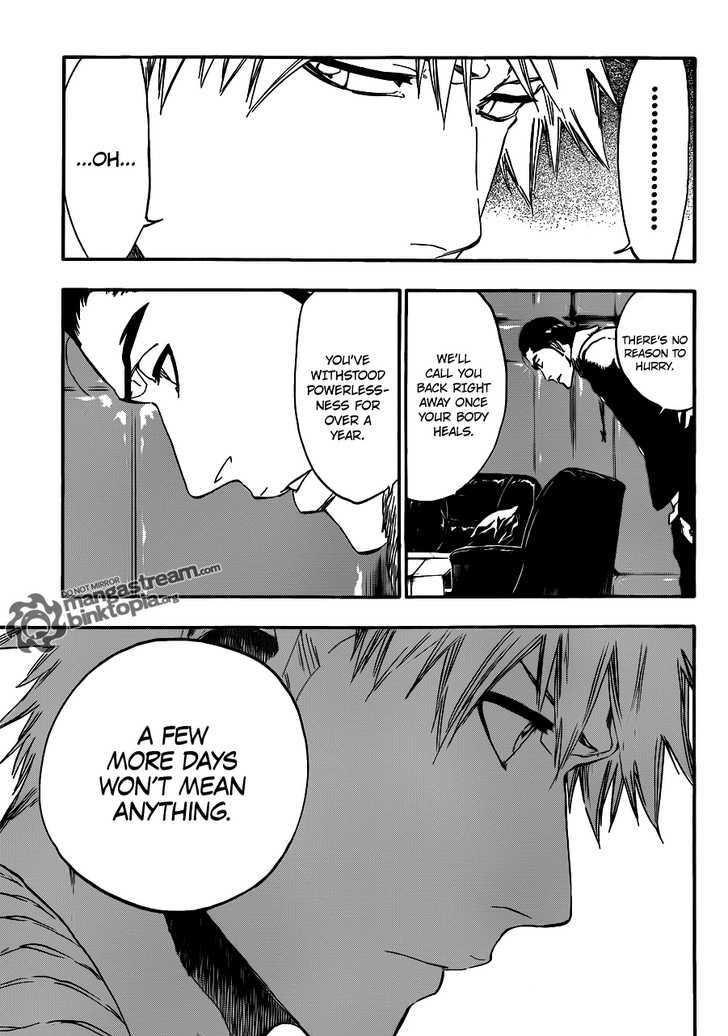 .........
...OH...
THERE'S NO
REASON TO
HURRY.
WE'LL
CALL YOU
BACK RIGHT
AWAY ONCE
YOUR BODY
HEALS.
YOU'VE
WITHSTOOD
POWERLESS-
NESS FOR
OVER A
YEAR.
DO NOT MIRROR
mangastream.com
binktopia.org
A FEW
MORE DAYS
WON'T MEAN
ANYTHING.